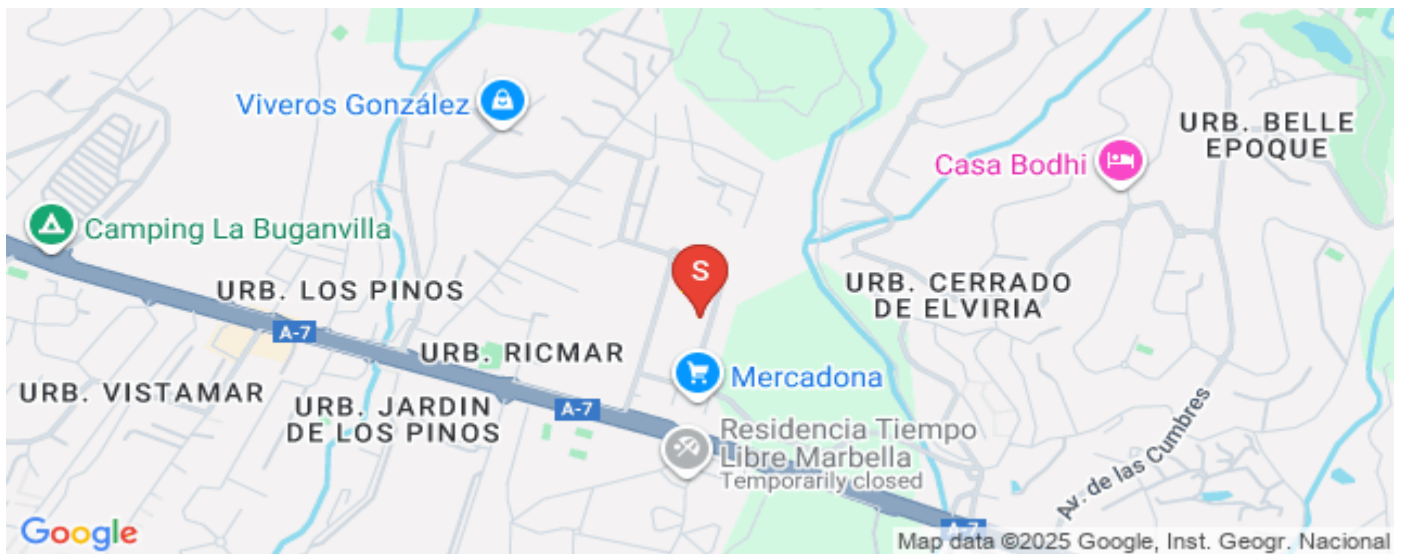 Viveros González
URB. BELLE
EPOQUE
Casa Bodhi
Camping La Buganvilla
S
URB. LOS PINOS
URB. CERRADO
DE ELVIRIA
A-7
URB. RICMAR
Mercadona
URB. VISTAMAR
URB. JARDIN
DE LOS PINOS
A-7
Residencia Tiempo
Libre Marbella
Temporarily closed
Av. de las Cumbres
A-7
Google
Map data ©2025 Google, Inst. Geogr. Nacional